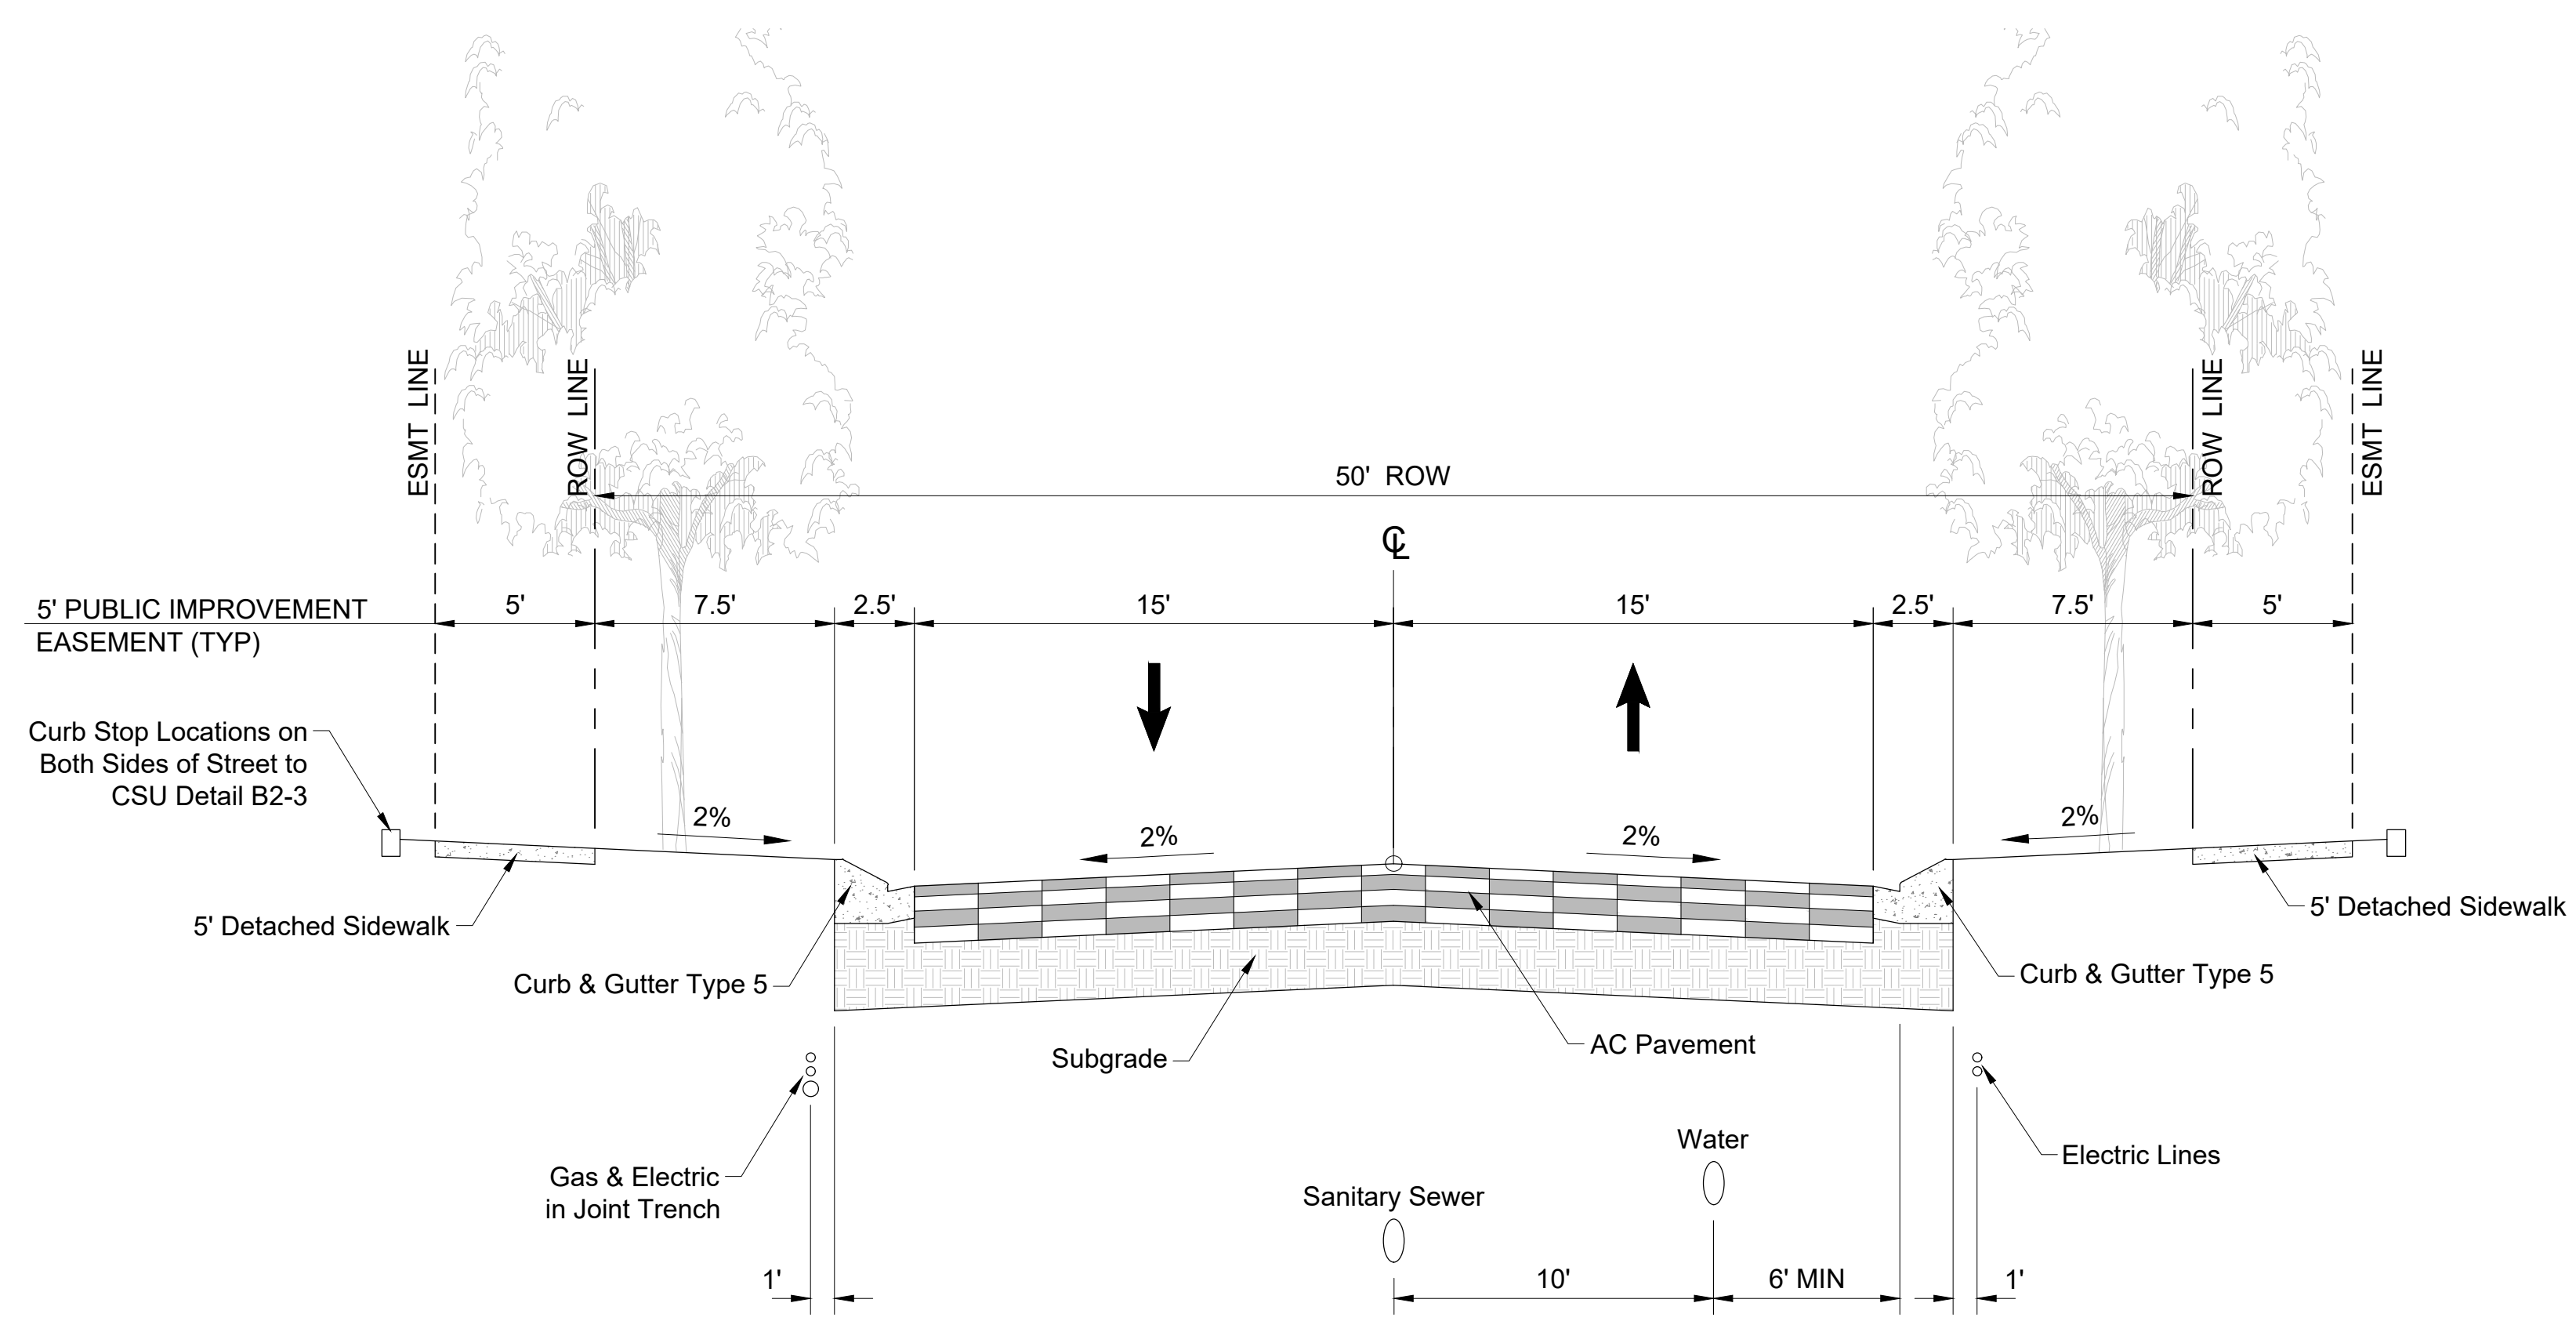 ESMT LINE
ROW LINE
ROW LINE
ESMT LINE
50' ROW
℄
5' PUBLIC IMPROVEMENT
EASEMENT (TYP)
5'
7.5'
2.5'
15'
15'
2.5'
7.5'
5'
Curb Stop Locations on
Both Sides of Street to
CSU Detail B2-3
2%
2%
2%
2%
5' Detached Sidewalk
5' Detached Sidewalk
Curb & Gutter Type 5
Curb & Gutter Type 5
Subgrade
AC Pavement
Gas & Electric
in Joint Trench
Water
Electric Lines
Sanitary Sewer
1'
10'
6' MIN
1'